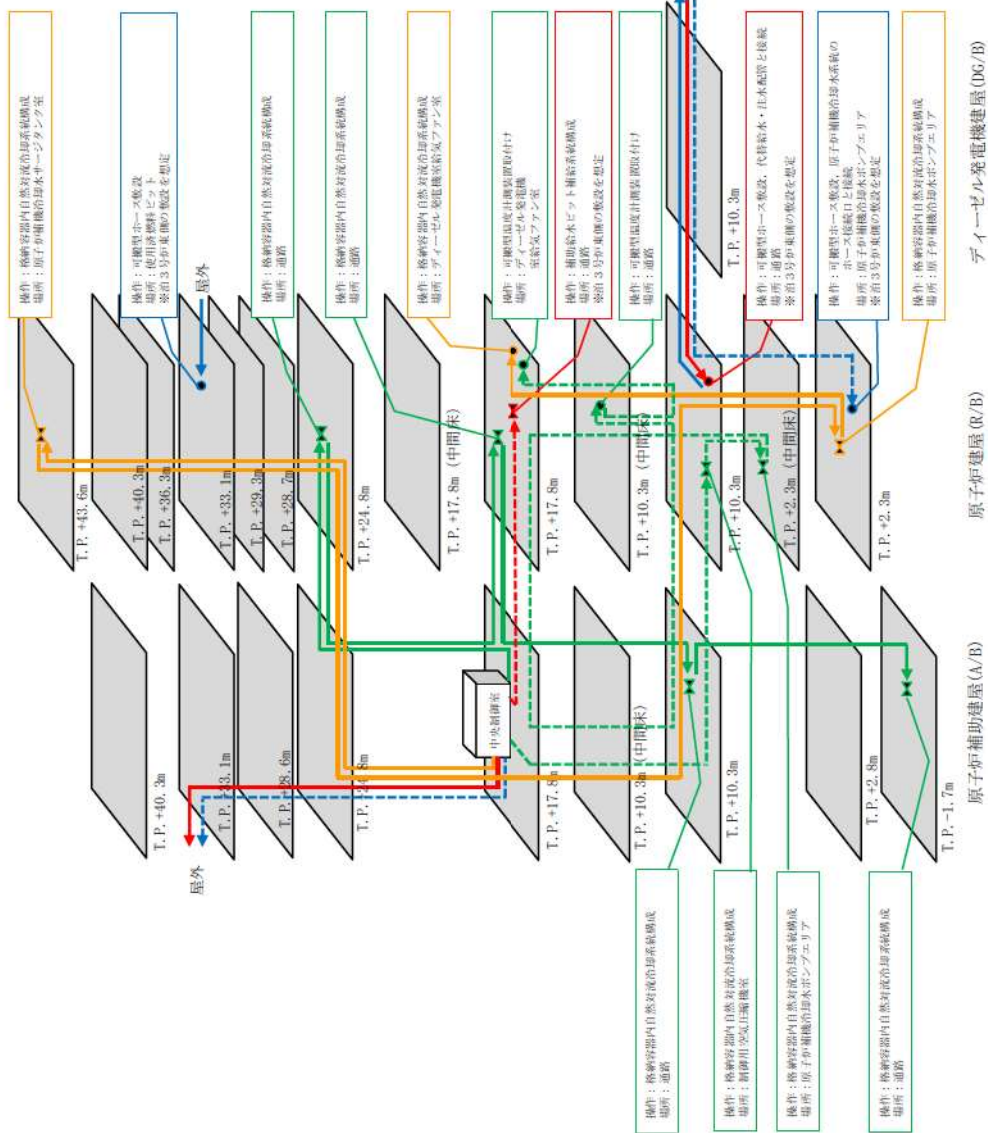 操作：格納容器内自然対流冷却系統構成
場所：原子炉補機冷却水サージタンク室
操作：可搬型ホース敷設
場所：使用済燃料ピット
※泊3号炉東側の敷設を想定
操作：格納容器内自然対流冷却系統構成
場所：通路
操作：格納容器内自然対流冷却系統構成
場所：通路
操作：格納容器内自然対流冷却系統構成
場所：ディーゼル発電機室給気ファン室
操作：可搬型温度計測装置取付け
場所：ディーゼル発電機
室給気ファン室
操作：補助給水ピット補給系統構成
場所：通路
※泊3号炉東側の敷設を想定
操作：可搬型温度計測装置取付け
場所：通路
操作：可搬型ホース敷設，代替給水・注水配管と接続
場所：通路
※泊3号炉東側の敷設を想定
操作：可搬型ホース敷設，原子炉補機冷却水系統の
ホース接続口と接続
場所：原子炉補機冷却水ポンプエリア
※泊3号炉東側の敷設を想定
操作：格納容器内自然対流冷却系統構成
場所：原子炉補機冷却水ポンプエリア
屋外
T.P. +10.3m
ディーゼル発電機建屋(DG/B)
T.P. +43.6m
T.P. +40.3m
T.P. +36.3m
T.P. +33.1m
T.P. +29.3m
T.P. +28.7m
T.P. +24.8m
T.P. +17.8m (中間床)
T.P. +17.8m
T.P. +10.3m (中間床)
T.P. +10.3m
T.P. +2.3m (中間床)
T.P. +2.3m
原子炉建屋(R/B)
T.P. +40.3m
T.P. +33.1m
T.P. +28.6m
T.P. +24.8m
中央制御室
T.P. +17.8m
T.P. +10.3m (中間床)
T.P. +10.3m
T.P. +2.8m
T.P. -1.7m
原子炉補助建屋(A/B)
屋外
操作：格納容器内自然対流冷却系統構成
場所：通路
操作：格納容器内自然対流冷却系統構成
場所：制御用空気圧縮機室
操作：格納容器内自然対流冷却系統構成
場所：原子炉補機冷却水ポンプエリア
操作：格納容器内自然対流冷却系統構成
場所：通路